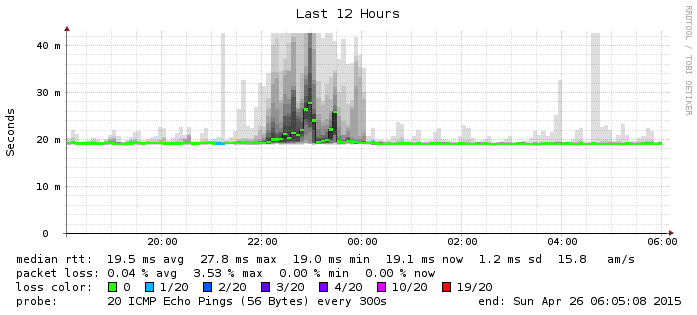 Last 12 Hours
RRDTOOL / TOBI OETIKER
Seconds
40 m
30 m
20 m
10 m
0
20:00 22:00 00:00 02:00 04:00 06:00
median rtt: 19.5 ms avg 27.8 ms max 19.0 ms min 19.1 ms now 1.2 ms sd 15.8 am/s
packet loss: 0.04 % avg 3.53 % max 0.00 % min 0.00 % now
loss color: 0 1/20 2/20 3/20 4/20 10/20 19/20
probe: 20 ICMP Echo Pings (56 Bytes) every 300s end: Sun Apr 26 06:05:08 2015